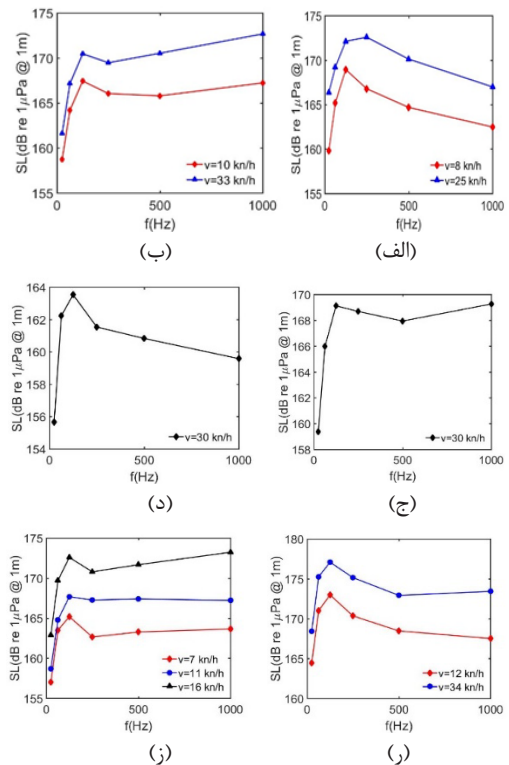 175
170
165
160
155
SL(dB re 1μPa @ 1m)
v=10 kn/h
v=33 kn/h
0
500
1000
f(Hz)
(ب)
175
170
165
160
155
SL(dB re 1μPa @ 1m)
v=8 kn/h
v=25 kn/h
0
500
1000
f(Hz)
(الف)
164
162
160
158
156
154
SL(dB re 1μPa @ 1m)
v=30 kn/h
0
500
1000
f(Hz)
(د)
170
168
166
164
162
160
158
SL(dB re 1μPa @ 1m)
v=30 kn/h
0
500
1000
f(Hz)
(ج)
175
170
165
160
155
SL(dB re 1μPa @ 1m)
v=7 kn/h
v=11 kn/h
v=16 kn/h
0
500
1000
f(Hz)
(ز)
180
175
170
165
160
SL(dB re 1μPa @ 1m)
v=12 kn/h
v=34 kn/h
0
500
1000
f(Hz)
(ر)